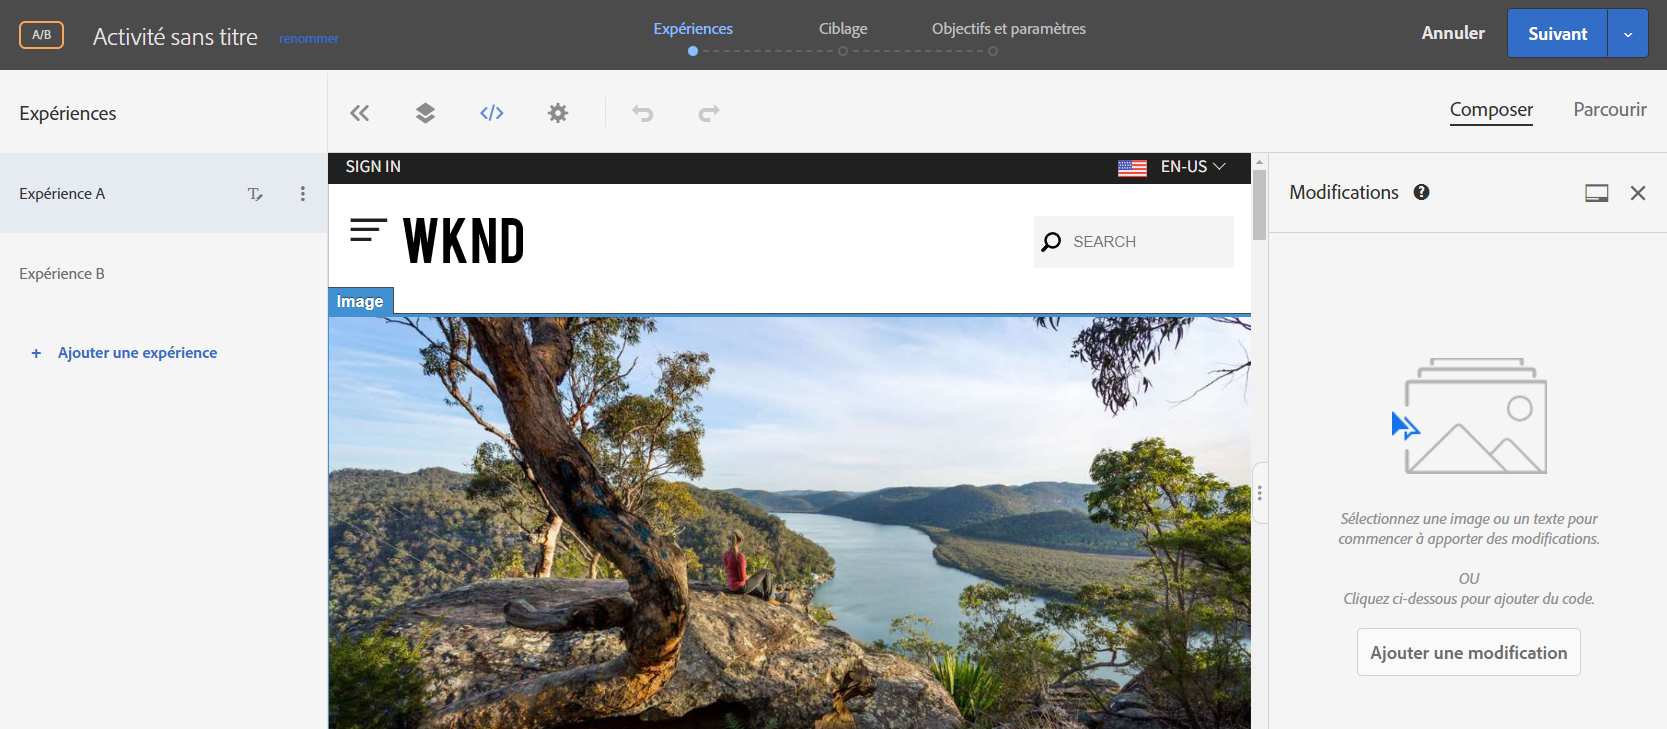 A/B
Activité sans titre renommer
Expériences Ciblage Objectifs et paramètres
Annuler Suivant
Expériences
Composer Parcourir
Expérience A
Expérience B
+ Ajouter une expérience
SIGN IN EN-US
WKND SEARCH
Image
Modifications ?
Sélectionnez une image ou un texte pour
commencer à apporter des modifications.
OU
Cliquez ci-dessous pour ajouter du code.
Ajouter une modification